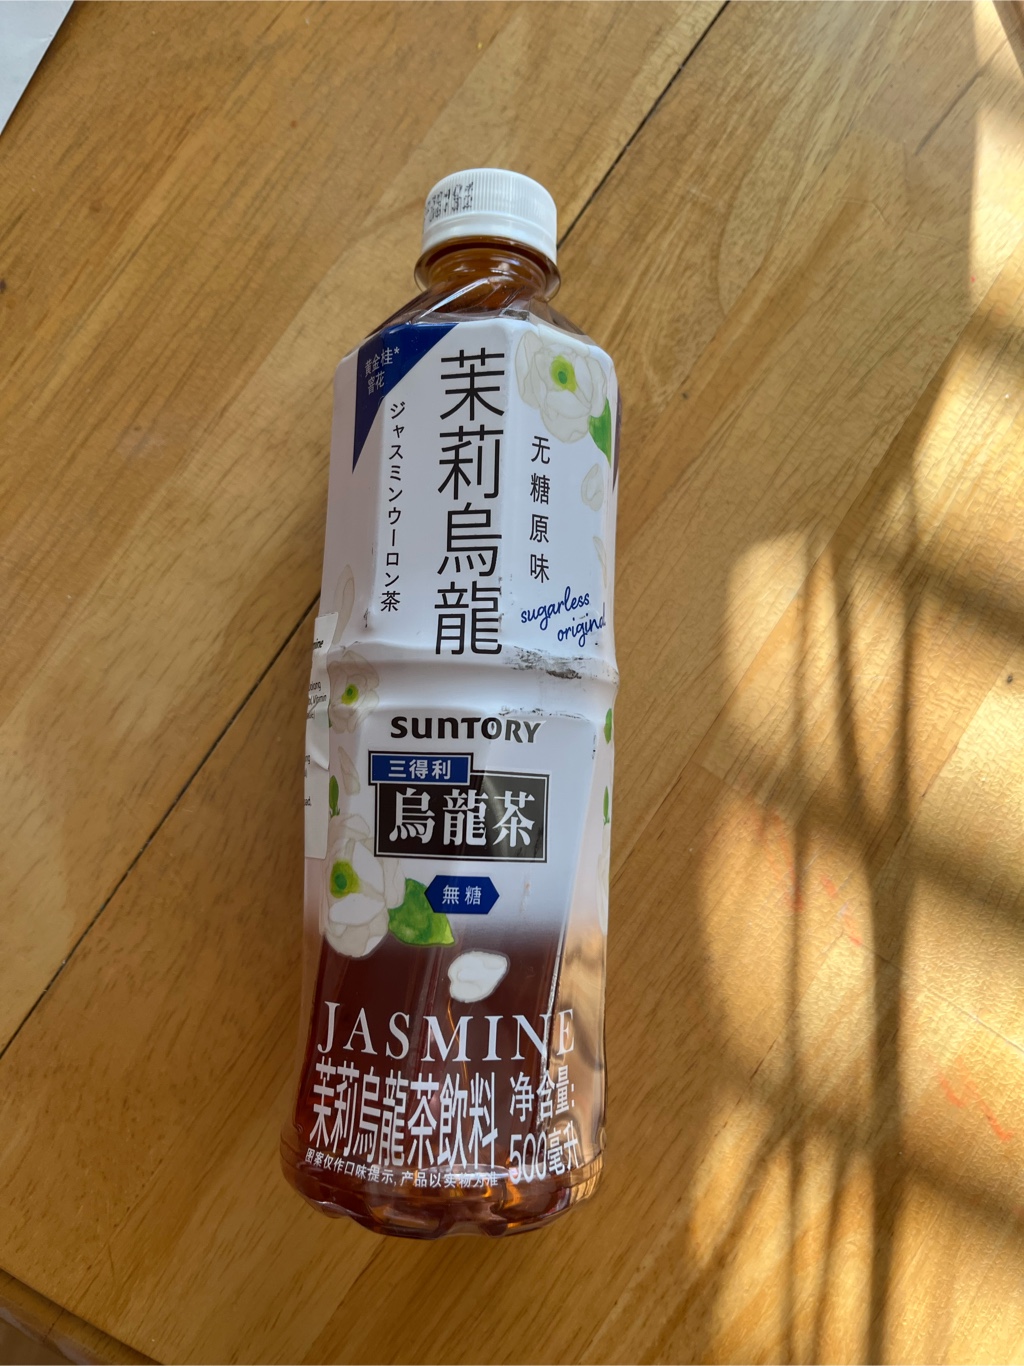 黃金桂*
窨花
ジャスミンウーロン茶
茉莉烏龍
无糖原味
sugarless
original
SUNTORY
三得利
烏龍茶
無糖
JASMINE
茉莉烏龍茶飲料
净含量:
500毫升
图案仅作口味提示,产品以实物为准